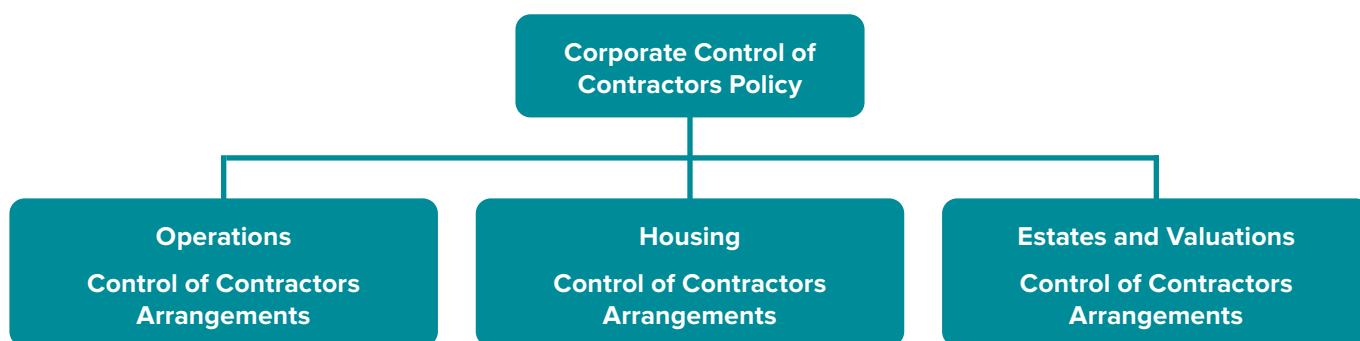 Corporate Control of
Contractors Policy
Operations
Control of Contractors
Arrangements
Housing
Control of Contractors
Arrangements
Estates and Valuations
Control of Contractors
Arrangements